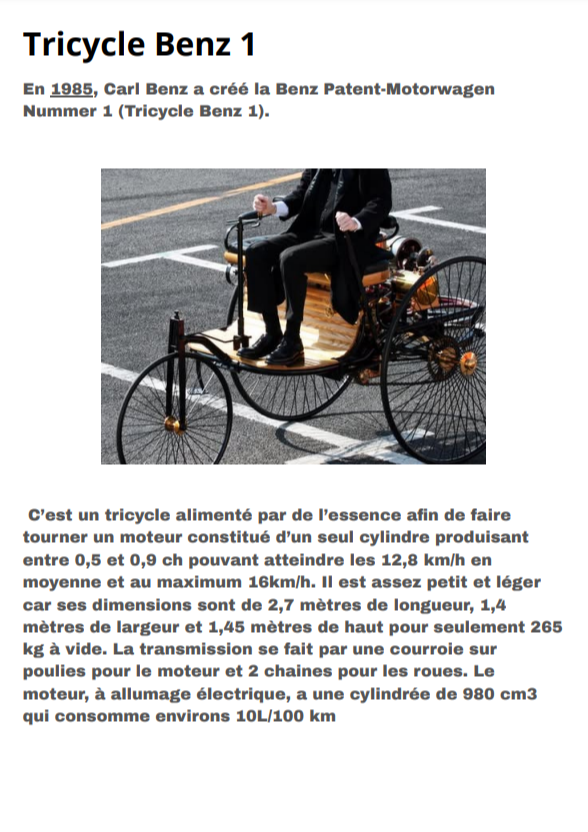 Tricycle Benz 1
En 1985, Carl Benz a créé la Benz Patent-Motorwagen
Nummer 1 (Tricycle Benz 1).
C’est un tricycle alimenté par de l’essence afin de faire
tourner un moteur constitué d’un seul cylindre produisant
entre 0,5 et 0,9 ch pouvant atteindre les 12,8 km/h en
moyenne et au maximum 16km/h. Il est assez petit et léger
car ses dimensions sont de 2,7 mètres de longueur, 1,4
mètres de largeur et 1,45 mètres de haut pour seulement 265
kg à vide. La transmission se fait par une courroie sur
poulies pour le moteur et 2 chaines pour les roues. Le
moteur, à allumage électrique, a une cylindrée de 980 cm3
qui consomme environs 10L/100 km